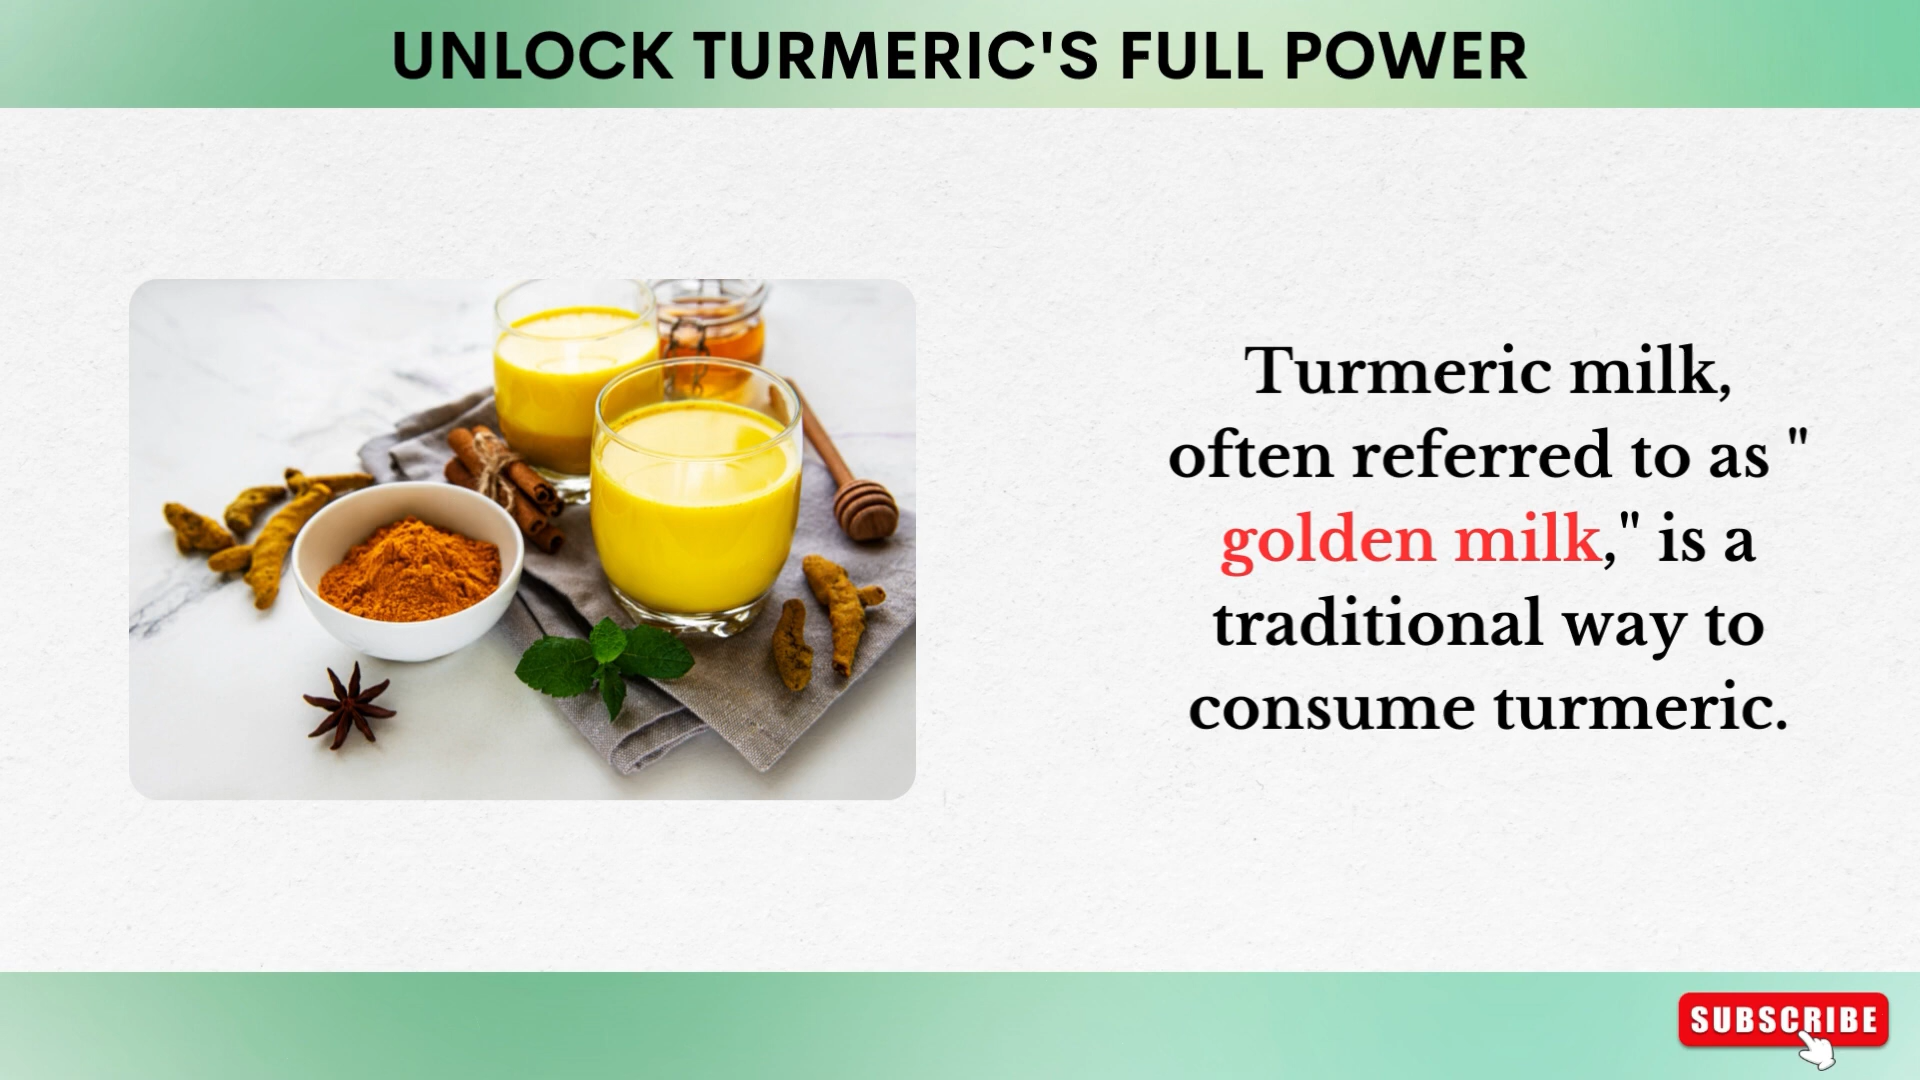 UNLOCK TURMERIC'S FULL POWER
Turmeric milk,
often referred to as "
golden milk," is a
traditional way to
consume turmeric.
SUBSCRIBE